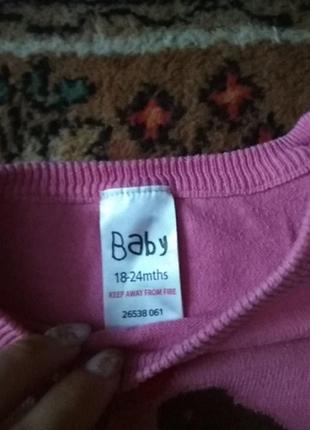 Baby
18-24mths
KEEP AWAY FROM FIRE
26538 061